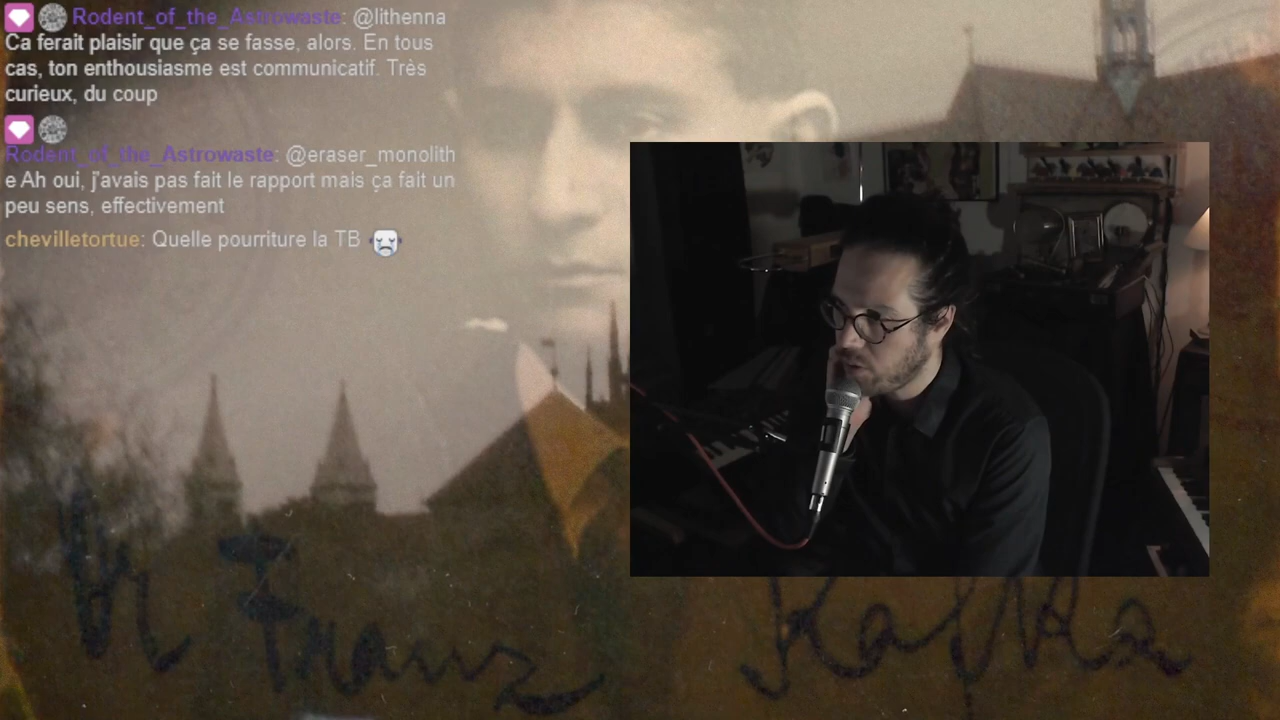 Rodent_of_the_Astrowaste: @lithenna
Ca ferait plaisir que ça se fasse, alors. En tous
cas, ton enthousiasme est communicatif. Très
curieux, du coup
Rodent_of_the_Astrowaste: @eraser_monolith
e Ah oui, j'avais pas fait le rapport mais ça fait un
peu sens, effectivement
chevilletortue: Quelle pourriture la TB
Dr Franz Kafka